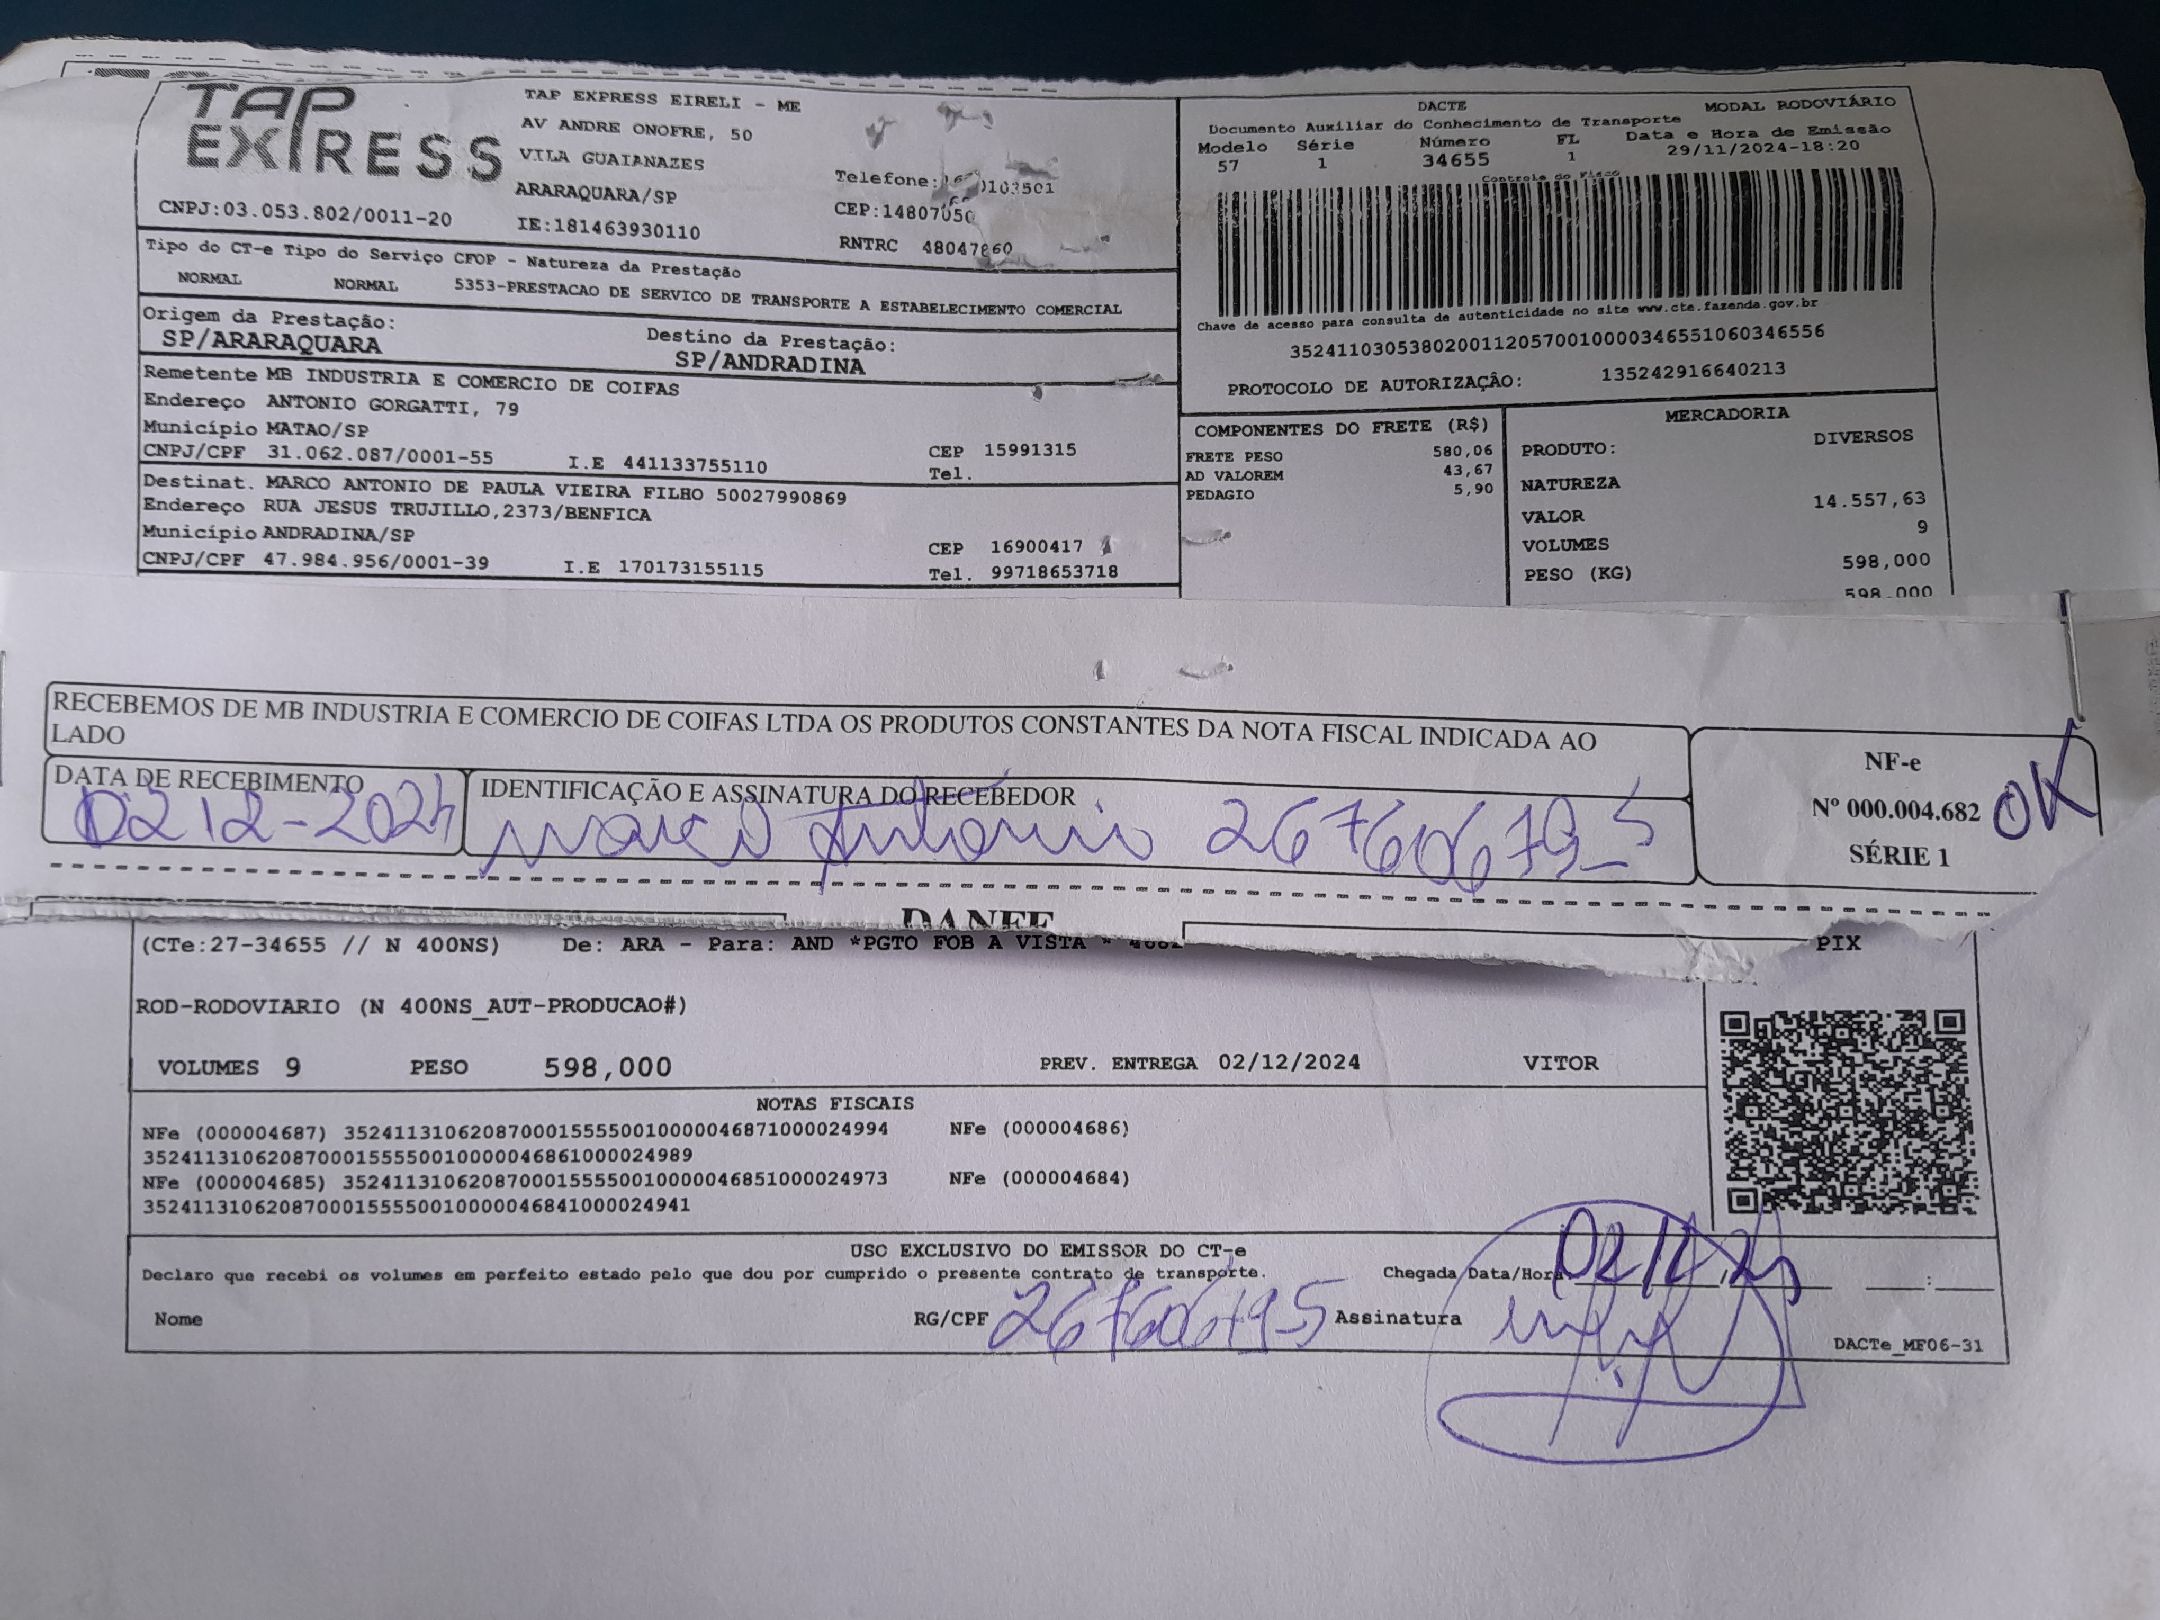 TAP EXPRESS
TAP EXPRESS EIRELI - ME
AV ANDRE ONOFRE, 50
VILA GUAIANAZES
ARARAQUARA/SP
CNPJ:03.053.802/0011-20
IE:181463930110
Telefone:
CEP:14807050
RNTRC 48047860
Tipo do CT-e Tipo do Serviço CFOP - Natureza da Prestação
NORMAL NORMAL 5353-PRESTACAO DE SERVICO DE TRANSPORTE A ESTABELECIMENTO COMERCIAL
Origem da Prestação:
SP/ARARAQUARA
Destino da Prestação:
SP/ANDRADINA
Remetente MB INDUSTRIA E COMERCIO DE COIFAS
Endereço ANTONIO GORGATTI, 79
Município MATAO/SP
CEP 15991315
CNPJ/CPF 31.062.087/0001-55 I.E 441133755110 Tel.
Destinat. MARCO ANTONIO DE PAULA VIEIRA FILHO 50027990869
Endereço RUA JESUS TRUJILLO,2373/BENFICA
Município ANDRADINA/SP
CEP 16900417
CNPJ/CPF 47.984.956/0001-39 I.E 170173155115 Tel. 99718653718
DACTE MODAL RODOVIÁRIO
Documento Auxiliar do Conhecimento de Transporte
Modelo Série Número FL Data e Hora de Emissão
57 1 34655 1 29/11/2024-18:20
Controle do Fisco
Chave de acesso para consulta de autenticidade no site www.cte.fazenda.gov.br
35241103053802001120570010000346551060346556
PROTOCOLO DE AUTORIZAÇÃO: 135242916640213
COMPONENTES DO FRETE (R$)
FRETE PESO 580,06
AD VALOREM 43,67
PEDAGIO 5,90
MERCADORIA
PRODUTO: DIVERSOS
NATUREZA
VALOR 14.557,63
VOLUMES 9
PESO (KG) 598,000
598,000
RECEBEMOS DE MB INDUSTRIA E COMERCIO DE COIFAS LTDA OS PRODUTOS CONSTANTES DA NOTA FISCAL INDICADA AO
LADO
DATA DE RECEBIMENTO
02 12-2024
IDENTIFICAÇÃO E ASSINATURA DO RECEBEDOR
Marco Antônio 26760679-5
NF-e
Nº 000.004.682
SÉRIE 1
OK
DANFE
(CTe:27-34655 // N 400NS) De: ARA - Para: AND *PGTO FOB A VISTA *
PIX
ROD-RODOVIARIO (N 400NS_AUT-PRODUCAO#)
VOLUMES 9 PESO 598,000 PREV. ENTREGA 02/12/2024 VITOR
NOTAS FISCAIS
NFe (000004687) 35241131062087000155550010000046871000024994 NFe (000004686)
35241131062087000155550010000046861000024989
NFe (000004685) 35241131062087000155550010000046851000024973 NFe (000004684)
35241131062087000155550010000046841000024941
USO EXCLUSIVO DO EMISSOR DO CT-e
Declaro que recebi os volumes em perfeito estado pelo que dou por cumprido o presente contrato de transporte.
Chegada Data/Hora 02/12/24
Nome RG/CPF 26760679-5 Assinatura
DACTe_MF06-31